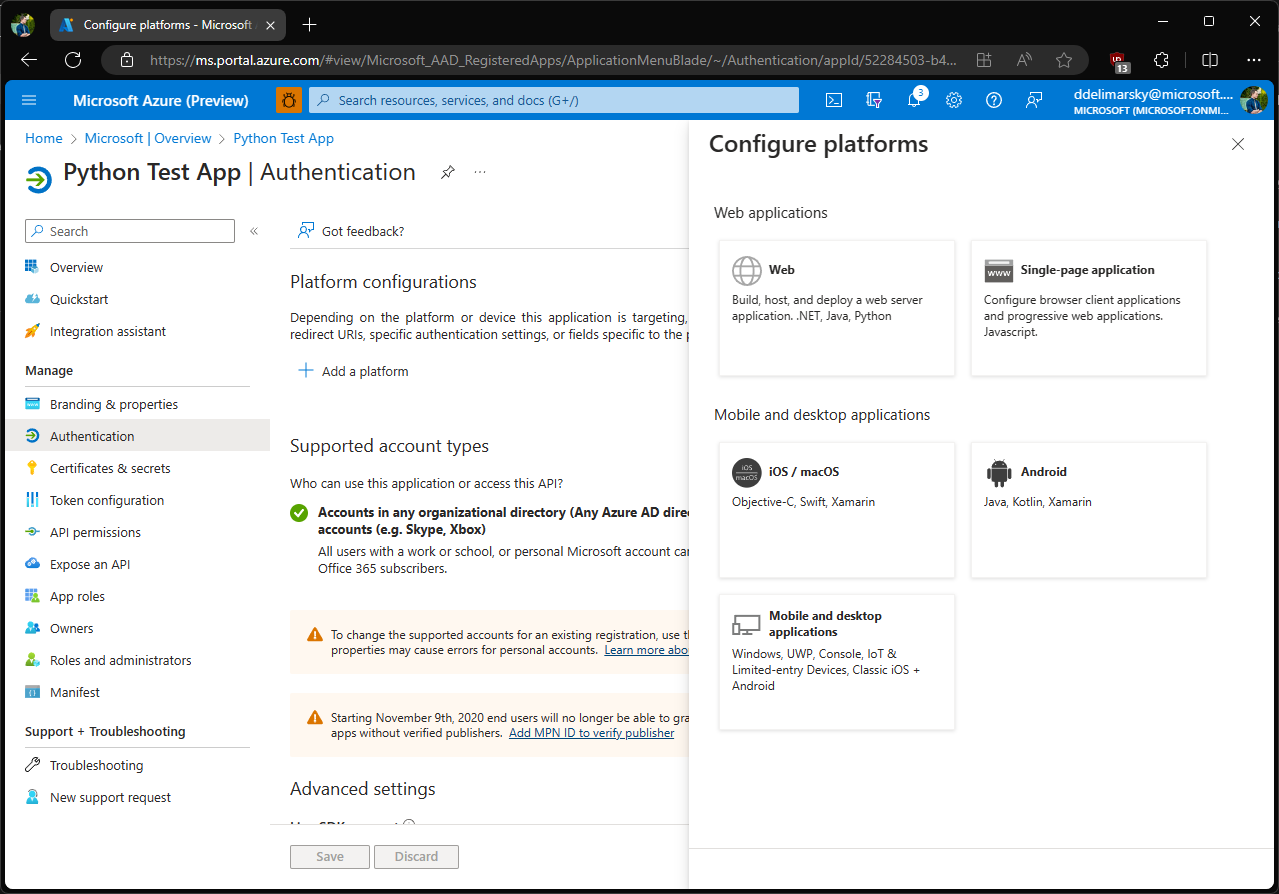 Configure platforms - Microsoft A
https://ms.portal.azure.com/#view/Microsoft_AAD_RegisteredApps/ApplicationMenuBlade/~/Authentication/appId/52284503-b4...
13
Microsoft Azure (Preview)
Search resources, services, and docs (G+/)
3
ddelimarsky@microsoft....
MICROSOFT (MICROSOFT.ONMI...
Home > Microsoft | Overview > Python Test App
Python Test App | Authentication
Search
Overview
Quickstart
Integration assistant
Manage
Branding & properties
Authentication
Certificates & secrets
Token configuration
API permissions
Expose an API
App roles
Owners
Roles and administrators
Manifest
Support + Troubleshooting
Troubleshooting
New support request
Got feedback?
Platform configurations
Depending on the platform or device this application is targeting,
redirect URIs, specific authentication settings, or fields specific to the p
Add a platform
Supported account types
Who can use this application or access this API?
Accounts in any organizational directory (Any Azure AD dire
accounts (e.g. Skype, Xbox)
All users with a work or school, or personal Microsoft account car
Office 365 subscribers.
To change the supported accounts for an existing registration, use th
properties may cause errors for personal accounts. Learn more abou
Starting November 9th, 2020 end users will no longer be able to gra
apps without verified publishers. Add MPN ID to verify publisher
Advanced settings
Save
Discard
Configure platforms
Web applications
Web
Build, host, and deploy a web server
application. .NET, Java, Python
WWW
Single-page application
Configure browser client applications
and progressive web applications.
Javascript.
Mobile and desktop applications
iOS
macOS
iOS / macOS
Objective-C, Swift, Xamarin
Android
Java, Kotlin, Xamarin
Mobile and desktop
applications
Windows, UWP, Console, IoT &
Limited-entry Devices, Classic iOS +
Android